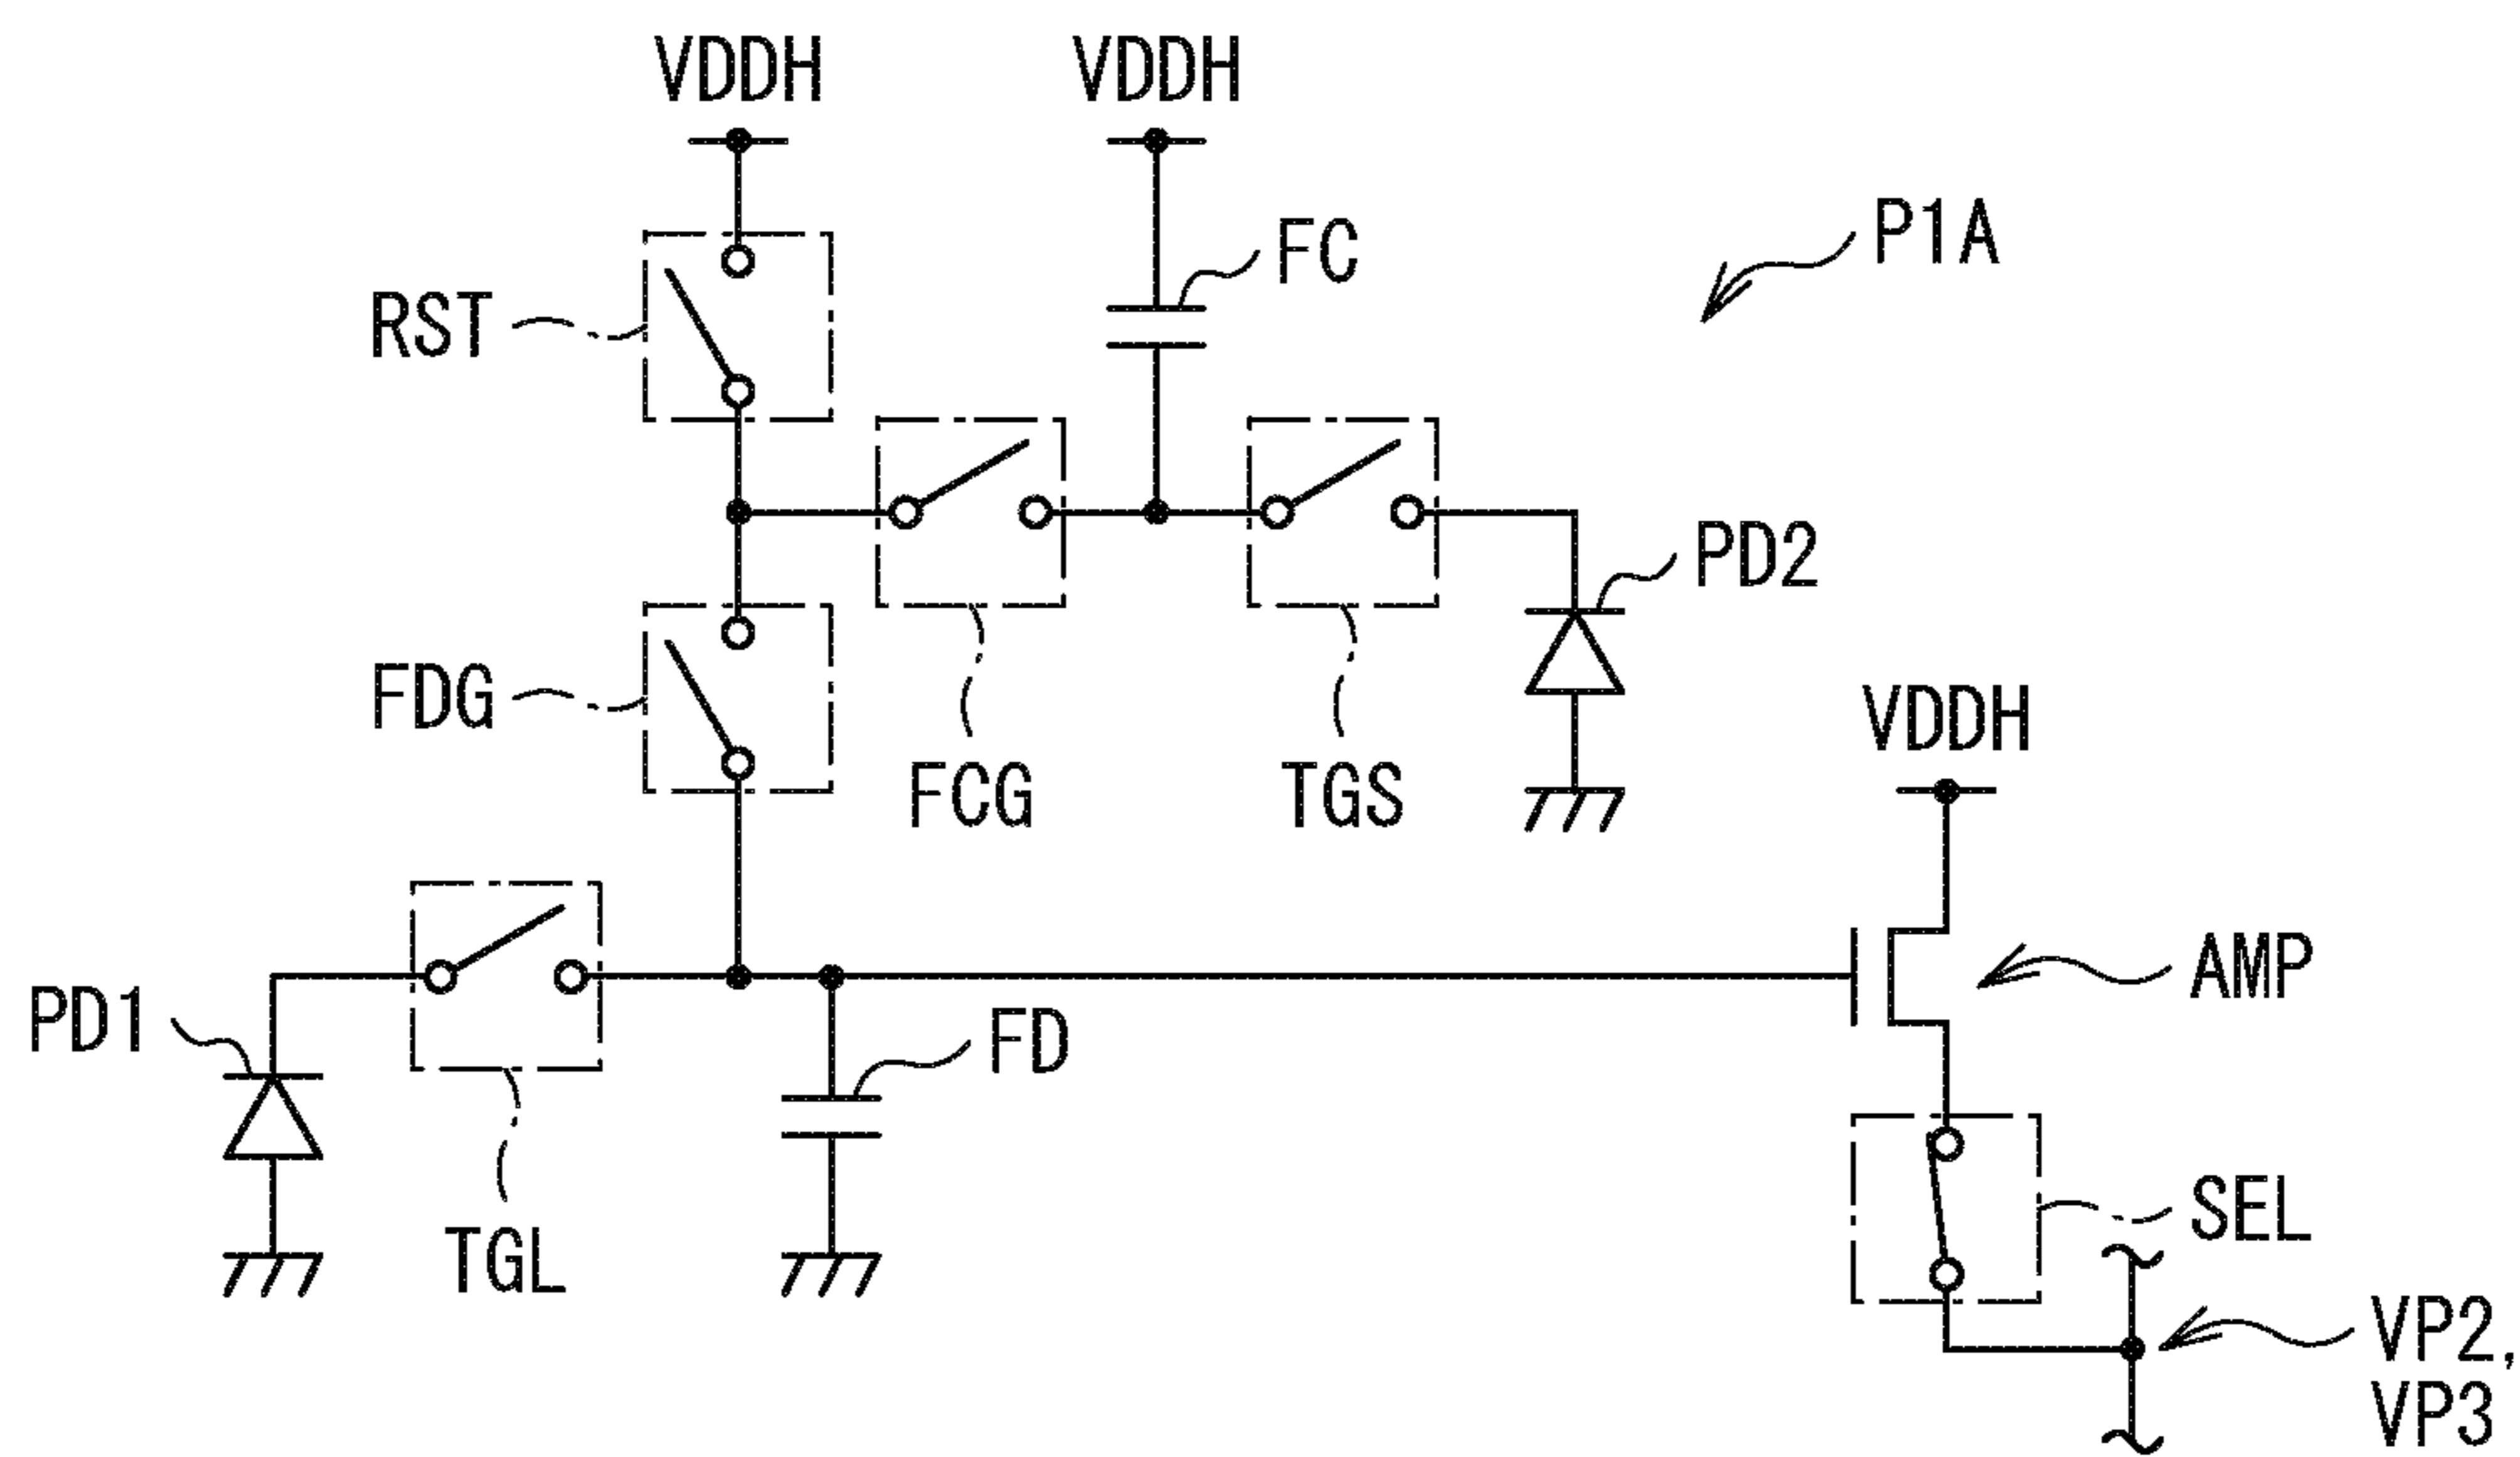 VDDH
VDDH
P1A
FC
RST
PD2
FDG
VDDH
FCG
TGS
AMP
PD1
FD
SEL
TGL
VP2,
VP3